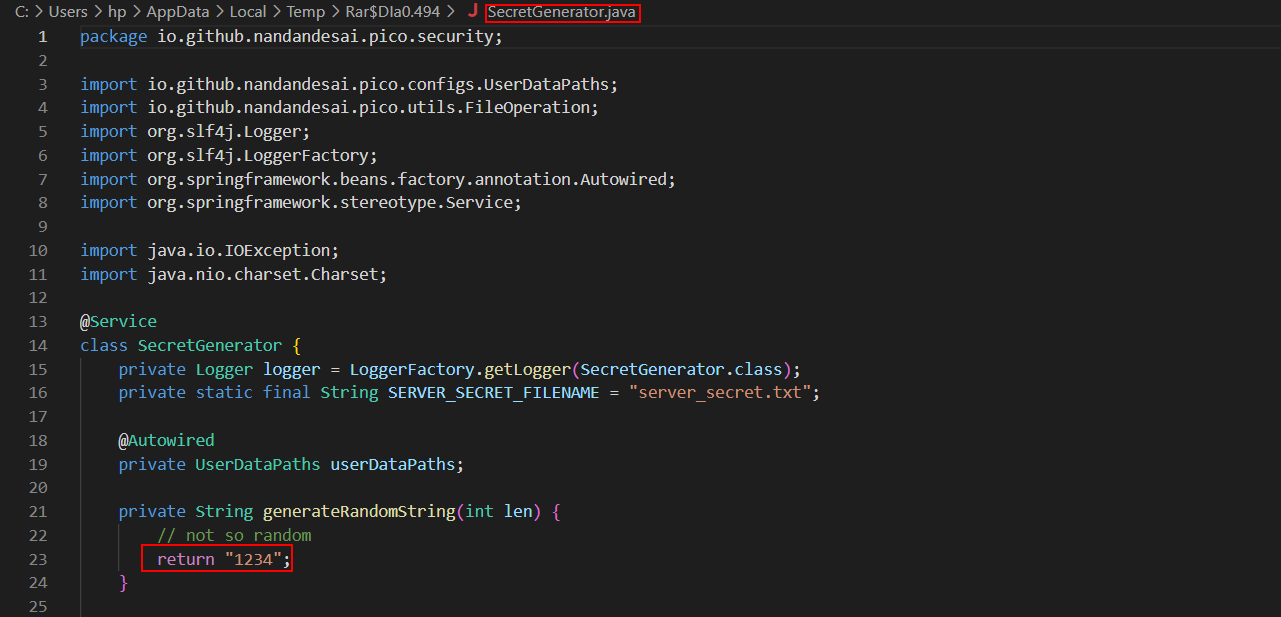 C: > Users > hp > AppData > Local > Temp > Rar$DIa0.494 > J SecretGenerator.java
1 package io.github.nandandesai.pico.security;
2
3 import io.github.nandandesai.pico.configs.UserDataPaths;
4 import io.github.nandandesai.pico.utils.FileOperation;
5 import org.slf4j.Logger;
6 import org.slf4j.LoggerFactory;
7 import org.springframework.beans.factory.annotation.Autowired;
8 import org.springframework.stereotype.Service;
9
10 import java.io.IOException;
11 import java.nio.charset.Charset;
12
13 @Service
14 class SecretGenerator {
15 private Logger logger = LoggerFactory.getLogger(SecretGenerator.class);
16 private static final String SERVER_SECRET_FILENAME = "server_secret.txt";
17
18 @Autowired
19 private UserDataPaths userDataPaths;
20
21 private String generateRandomString(int len) {
22 // not so random
23 return "1234";
24 }
25